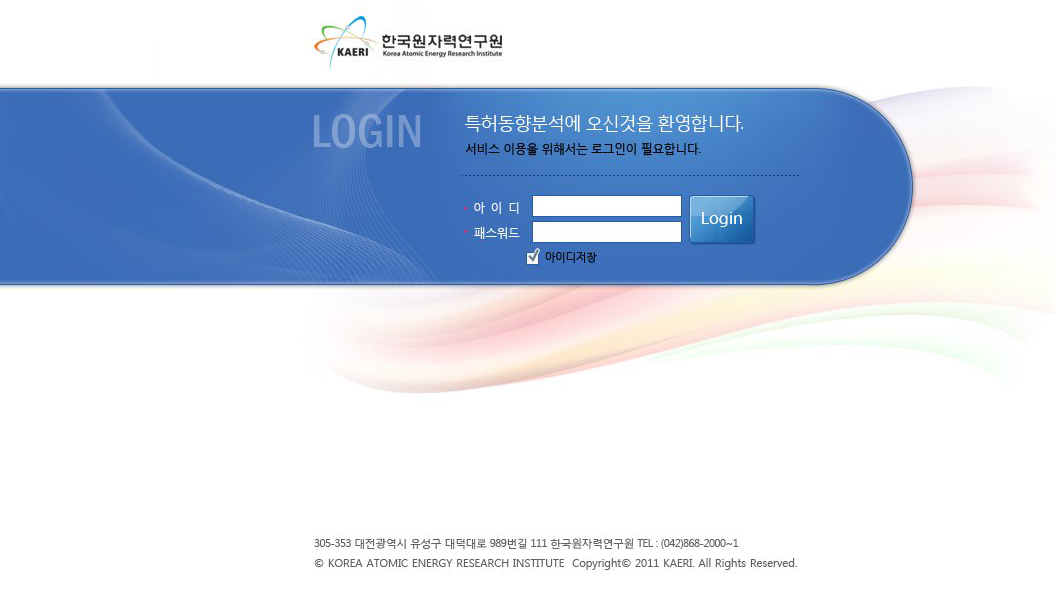 KAERI 한국원자력연구원
Korea Atomic Energy Research Institute
LOGIN
특허동향분석에 오신것을 환영합니다.
서비스 이용을 위해서는 로그인이 필요합니다.
아 이 디
패스워드
Login
아이디저장
305-353 대전광역시 유성구 대덕대로 989번길 111 한국원자력연구원 TEL : (042)868-2000~1
© KOREA ATOMIC ENERGY RESEARCH INSTITUTE Copyright© 2011 KAERI. All Rights Reserved.